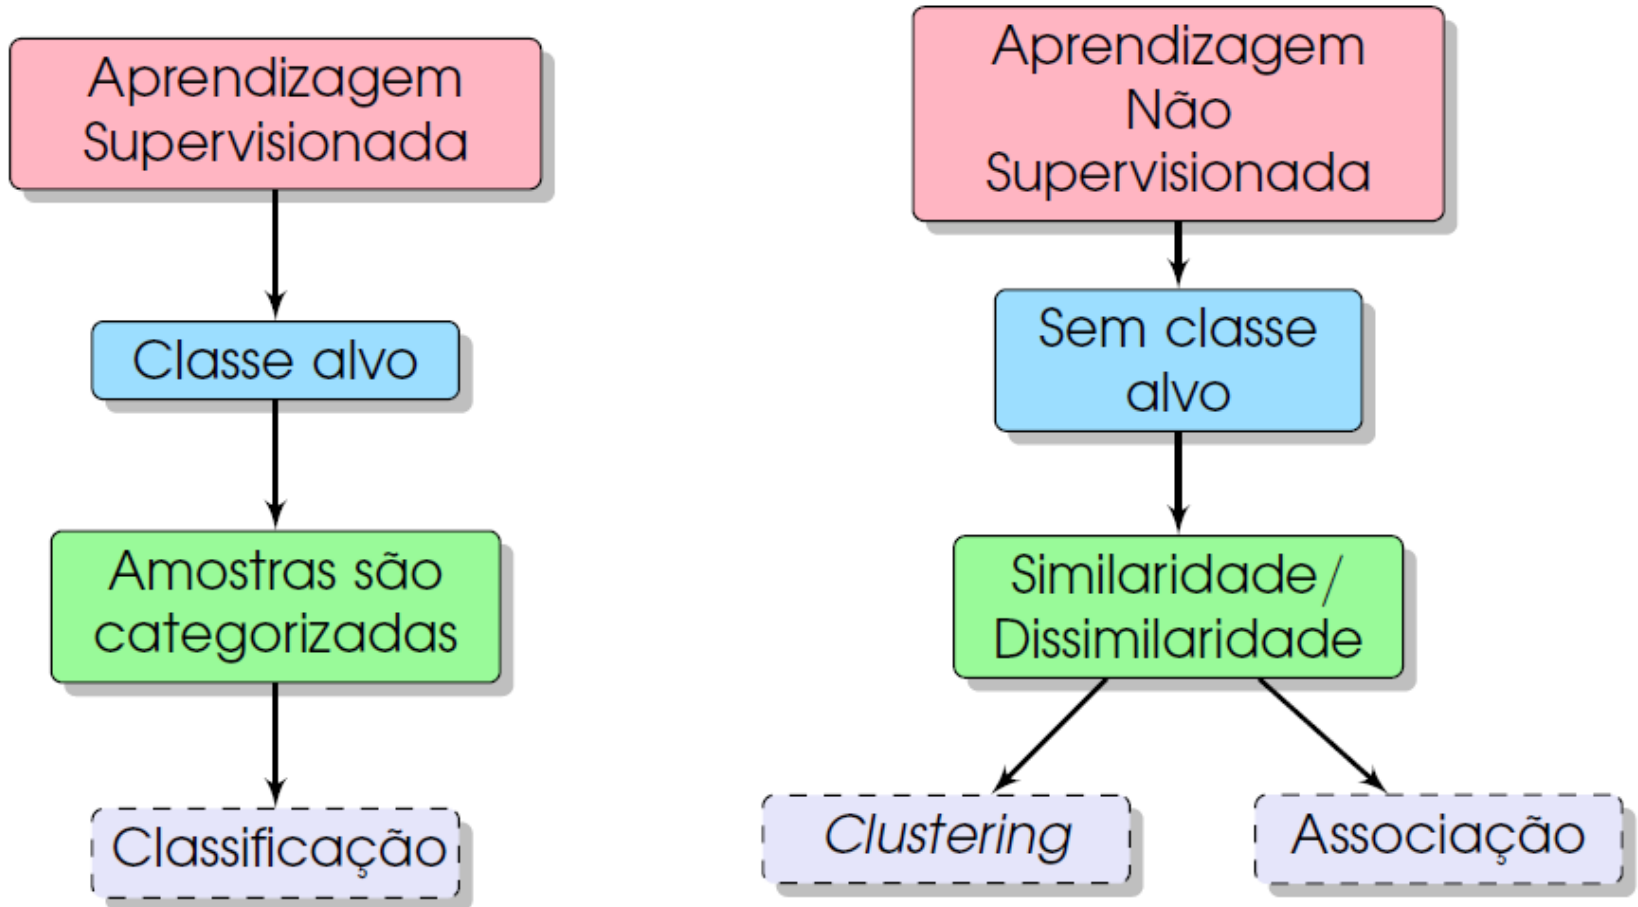 Aprendizagem
Supervisionada
Classe alvo
Amostras são
categorizadas
Classificação
Aprendizagem
Não
Supervisionada
Sem classe
alvo
Similaridade/
Dissimilaridade
Clustering
Associação